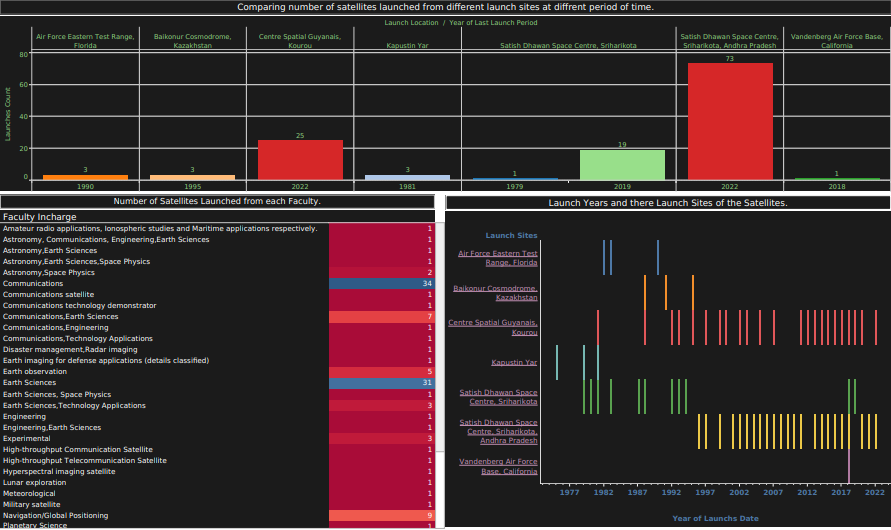 Comparing number of satellites launched from different launch sites at diffrent period of time.
Launch Location / Year of Last Launch Period
Air Force Eastern Test Range,
Florida
Baikonur Cosmodrome,
Kazakhstan
Centre Spatial Guyanais,
Kourou
Kapustin Yar
Satish Dhawan Space Centre, Sriharikota
Satish Dhawan Space Centre,
Sriharikota, Andhra Pradesh
Vandenberg Air Force Base,
California
Launches Count
80
60
40
20
0
3
3
25
3
1
19
73
1
1990
1995
2022
1981
1979
2019
2022
2018
Number of Satellites Launched from each Faculty.
Faculty Incharge
Amateur radio applications, Ionospheric studies and Maritime applications respectively. 1
Astronomy, Communications, Engineering,Earth Sciences 1
Astronomy,Earth Sciences 1
Astronomy,Earth Sciences,Space Physics 1
Astronomy,Space Physics 2
Communications 34
Communications satellite 1
Communications technology demonstrator 1
Communications,Earth Sciences 7
Communications,Engineering 1
Communications,Technology Applications 1
Disaster management,Radar imaging 1
Earth imaging for defense applications (details classified) 1
Earth observation 5
Earth Sciences 31
Earth Sciences, Space Physics 1
Earth Sciences,Technology Applications 3
Engineering 1
Engineering,Earth Sciences 1
Experimental 3
High-throughput Communication Satellite 1
High-throughput Telecommunication Satellite 1
Hyperspectral imaging satellite 1
Lunar exploration 1
Meteorological 1
Military satellite 1
Navigation/Global Positioning 9
Planetary Science 1
Launch Years and there Launch Sites of the Satellites.
Launch Sites
Air Force Eastern Test
Range, Florida
Baikonur Cosmodrome,
Kazakhstan
Centre Spatial Guyanais,
Kourou
Kapustin Yar
Satish Dhawan Space
Centre, Sriharikota
Satish Dhawan Space
Centre, Sriharikota,
Andhra Pradesh
Vandenberg Air Force
Base, California
1977 1982 1987 1992 1997 2002 2007 2012 2017 2022
Year of Launchs Date